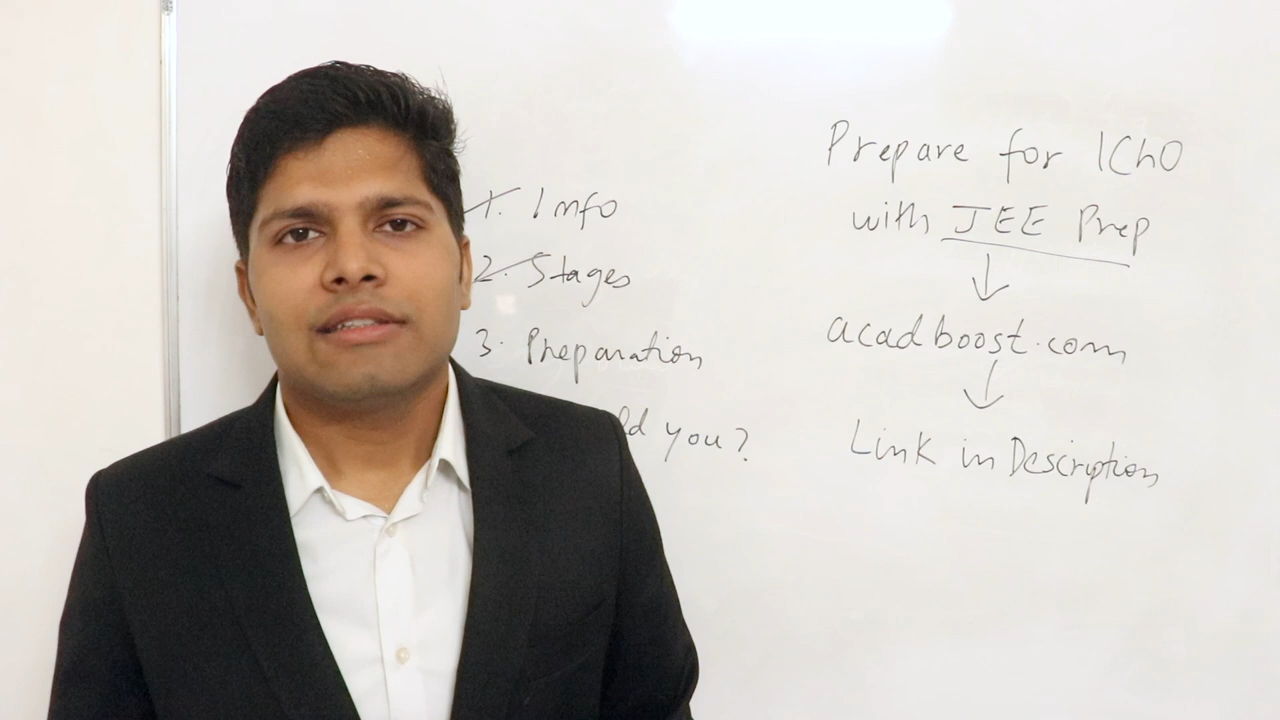 1. Info
2. Stages
3. Preparation
you?
Prepare for IChO
with JEE Prep
acadboost.com
Link in Description